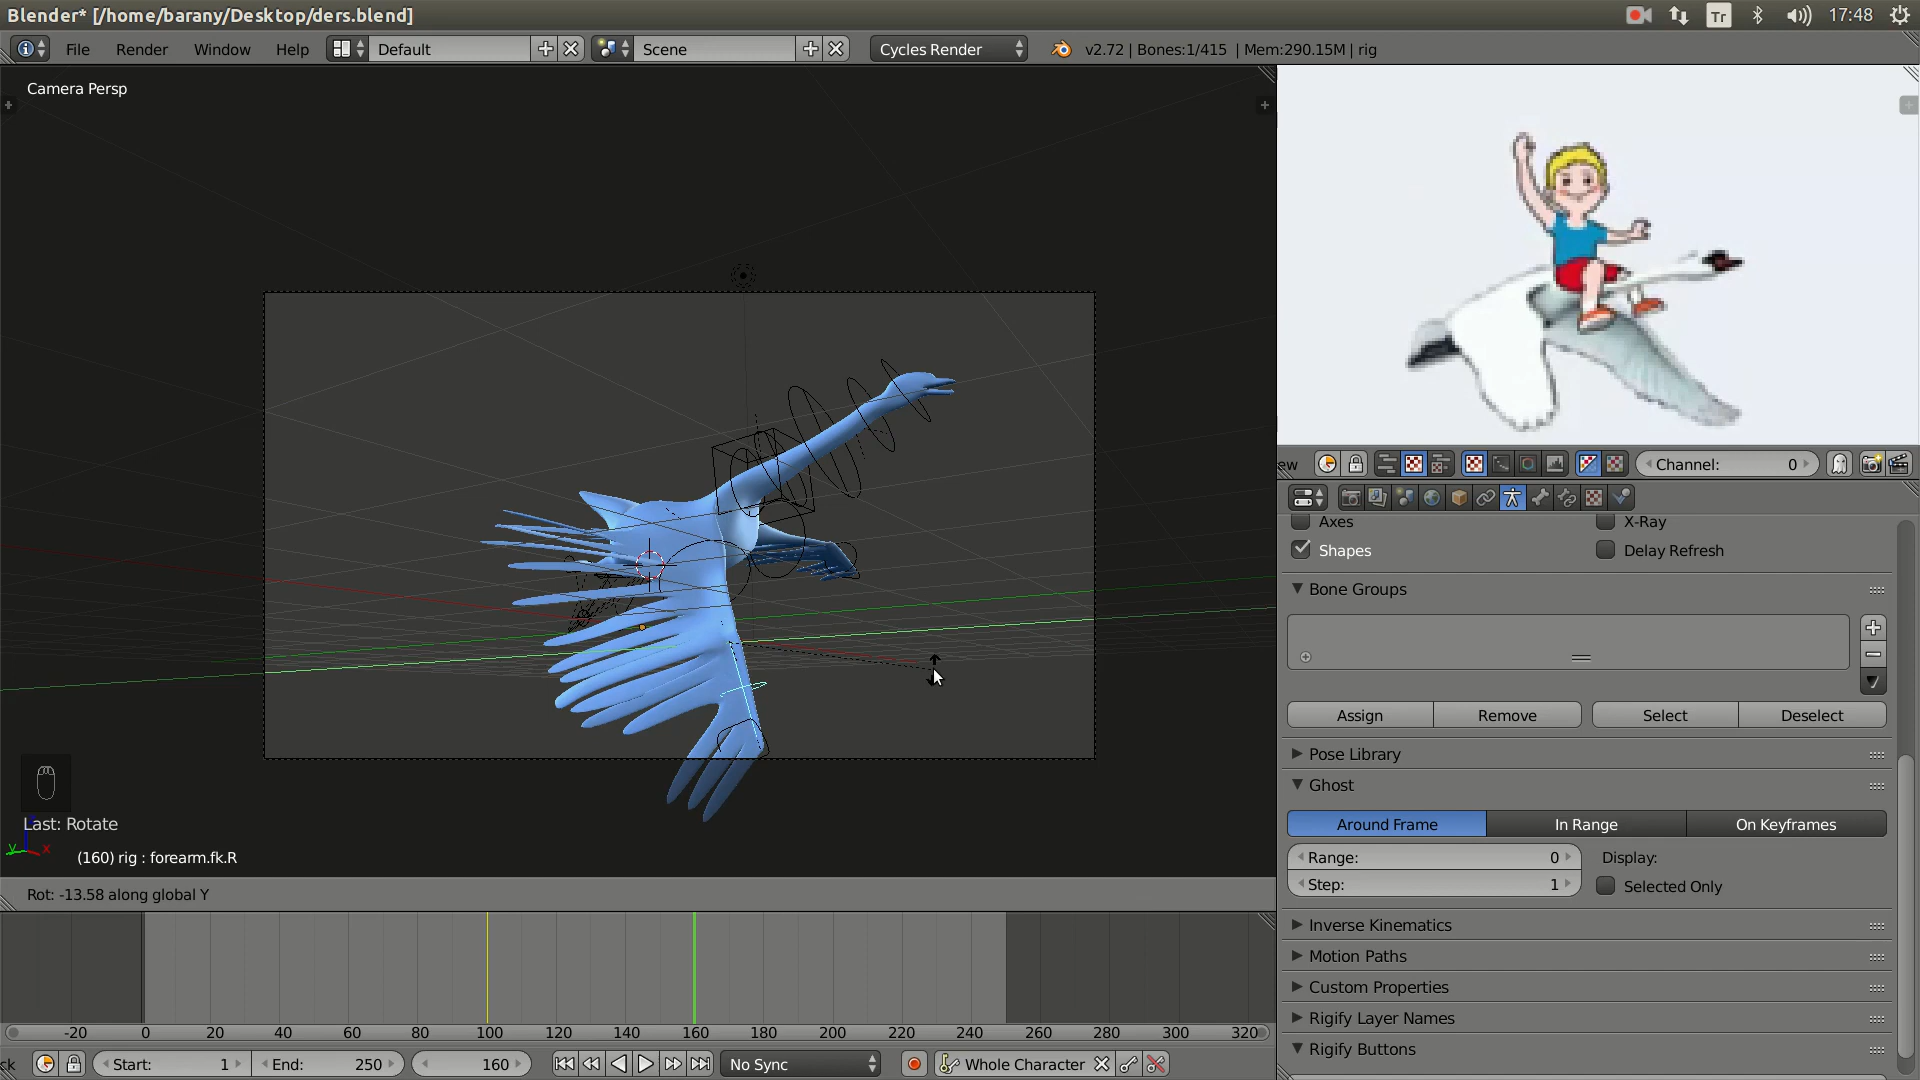 Blender* [/home/barany/Desktop/ders.blend]
Tr
17:48
File
Render
Window
Help
Default
Scene
Cycles Render
v2.72 | Bones:1/415 | Mem:290.15M | rig
Camera Persp
ew
Channel: 0
Axes
X-Ray
Shapes
Delay Refresh
Bone Groups
Assign
Remove
Select
Deselect
Pose Library
Ghost
Around Frame
In Range
On Keyframes
Range: 0
Display:
Step: 1
Selected Only
Inverse Kinematics
Motion Paths
Custom Properties
Rigify Layer Names
Rigify Buttons
Last: Rotate
y x
(160) rig : forearm.fk.R
Rot: -13.58 along global Y
-20 0 20 40 60 80 100 120 140 160 180 200 220 240 260 280 300 320
ck
Start: 1
End: 250
160
No Sync
Whole Character